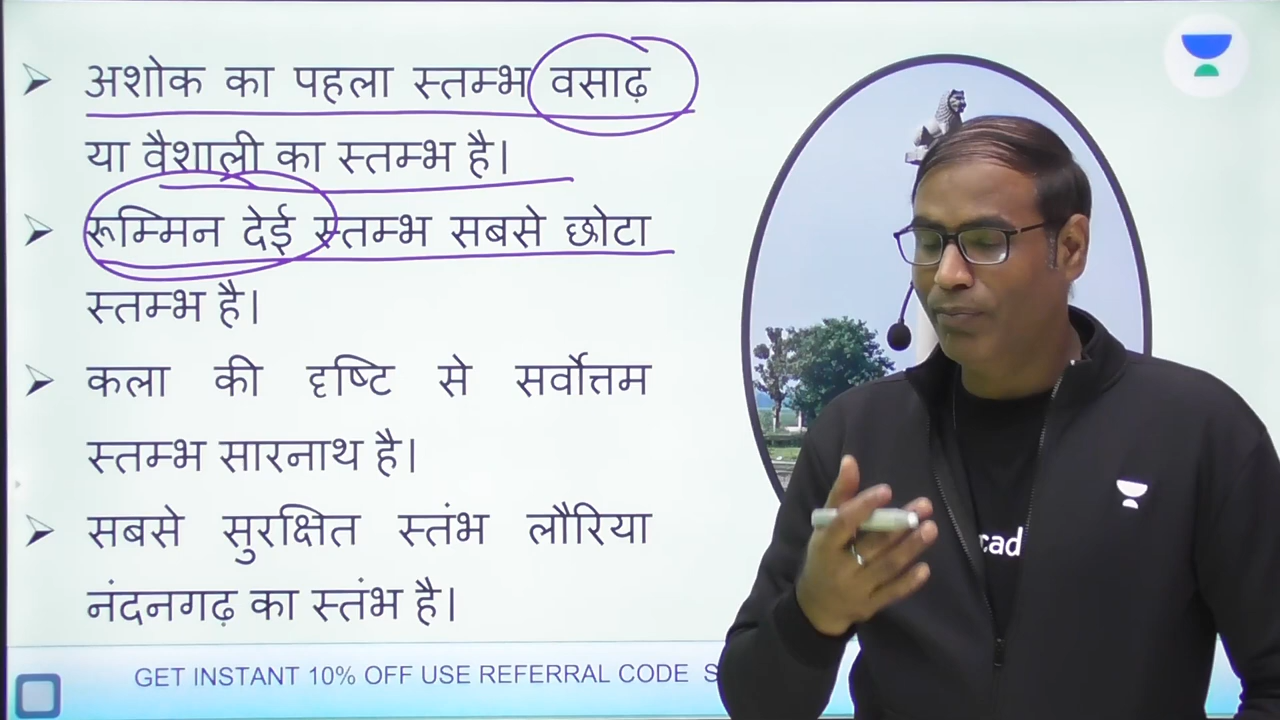 अशोक का पहला स्तम्भ वसाढ़
या वैशाली का स्तम्भ है।
रूम्मिन देई स्तम्भ सबसे छोटा
स्तम्भ है।
कला की दृष्टि से सर्वोत्तम
स्तम्भ सारनाथ है।
सबसे सुरक्षित स्तंभ लौरिया
नंदनगढ़ का स्तंभ है।
GET INSTANT 10% OFF USE REFERRAL CODE